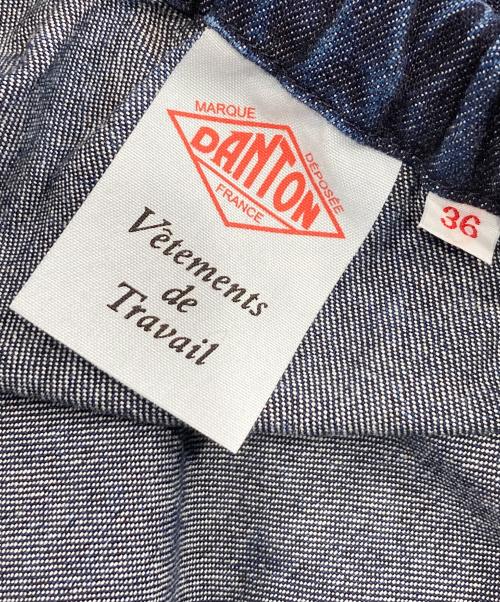 MARQUE
DÉPOSÉE
DANTON
FRANCE
Vêtements
de
Travail
36